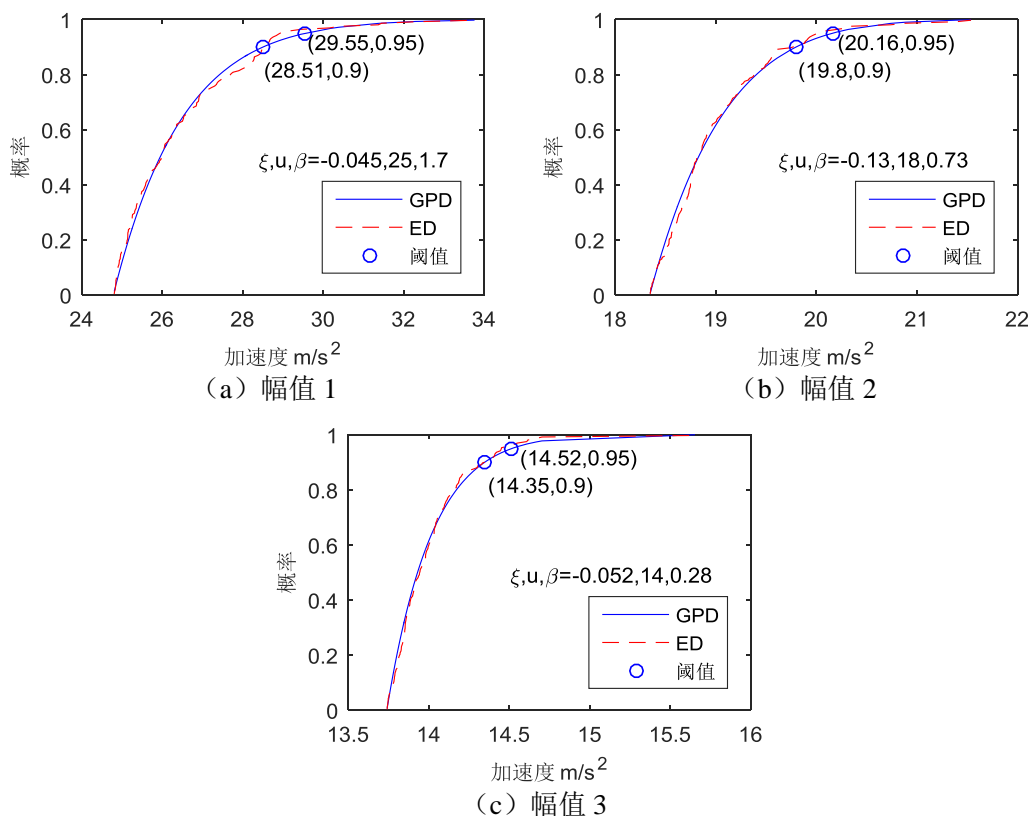 1
0.8
0.6
0.4
0.2
0
概率
(29.55,0.95)
(28.51,0.9)
ξ,u,β=-0.045,25,1.7
GPD
ED
阈值
24 26 28 30 32 34
加速度 m/s²
（a）幅值 1
1
0.8
0.6
0.4
0.2
0
概率
(20.16,0.95)
(19.8,0.9)
ξ,u,β=-0.13,18,0.73
GPD
ED
阈值
18 19 20 21 22
加速度 m/s²
（b）幅值 2
1
0.8
0.6
0.4
0.2
0
概率
(14.52,0.95)
(14.35,0.9)
ξ,u,β=-0.052,14,0.28
GPD
ED
阈值
13.5 14 14.5 15 15.5 16
加速度 m/s²
（c）幅值 3